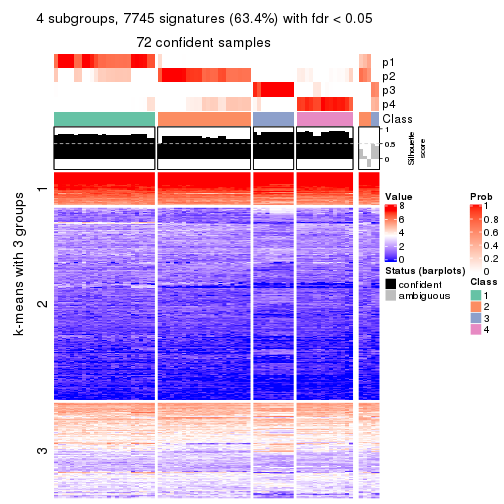 4 subgroups, 7745 signatures (63.4%) with fdr < 0.05
72 confident samples
p1
p2
p3
p4
Class
1
0.5
0
Silhouette
score
k-means with 3 groups
1
2
3
Value
8
6
4
2
0
Prob
1
0.8
0.6
0.4
0.2
0
Status (barplots)
confident
ambiguous
Class
1
2
3
4